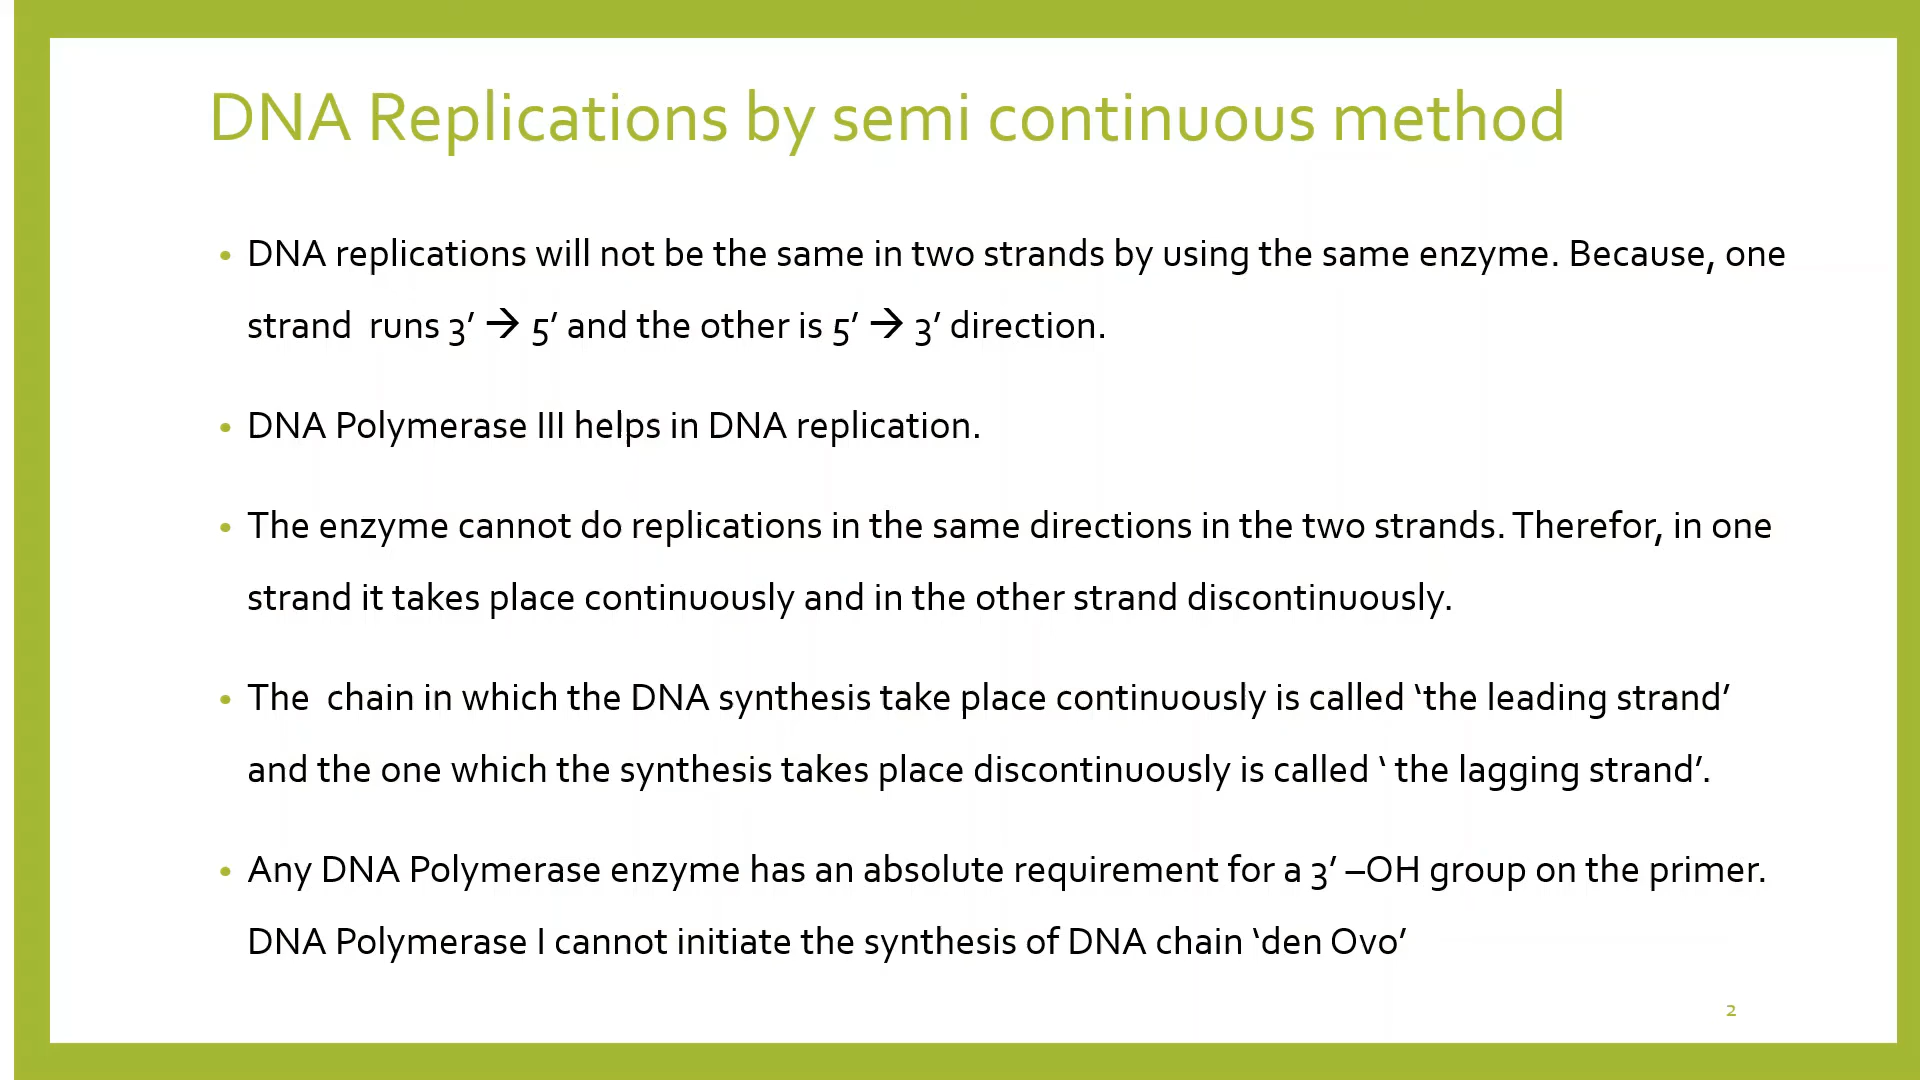 DNA Replications by semi continuous method
• DNA replications will not be the same in two strands by using the same enzyme. Because, one
strand  runs 3’ → 5’ and the other is 5’ → 3’ direction.
• DNA Polymerase III helps in DNA replication.
• The enzyme cannot do replications in the same directions in the two strands. Therefor, in one
strand it takes place continuously and in the other strand discontinuously.
• The  chain in which the DNA synthesis take place continuously is called ‘the leading strand’
and the one which the synthesis takes place discontinuously is called ‘ the lagging strand’.
• Any DNA Polymerase enzyme has an absolute requirement for a 3’ –OH group on the primer.
DNA Polymerase I cannot initiate the synthesis of DNA chain ‘den Ovo’
2